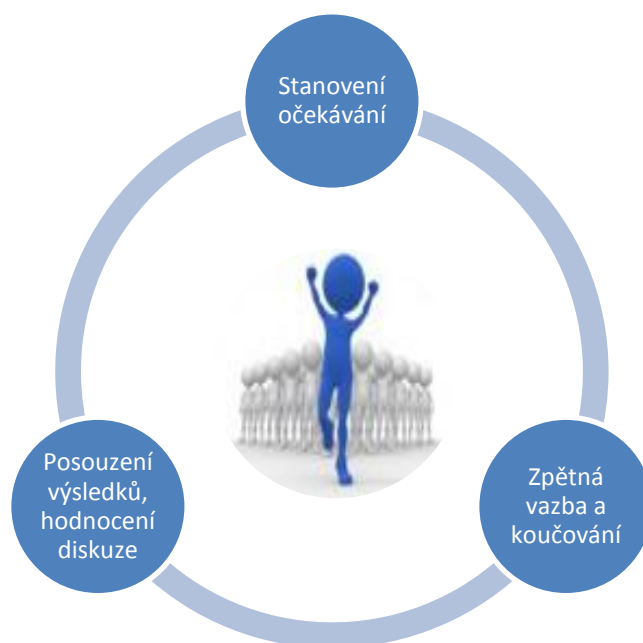 Stanovení
očekávání
Posouzení
výsledků,
hodnocení
diskuze
Zpětná
vazba a
koučování